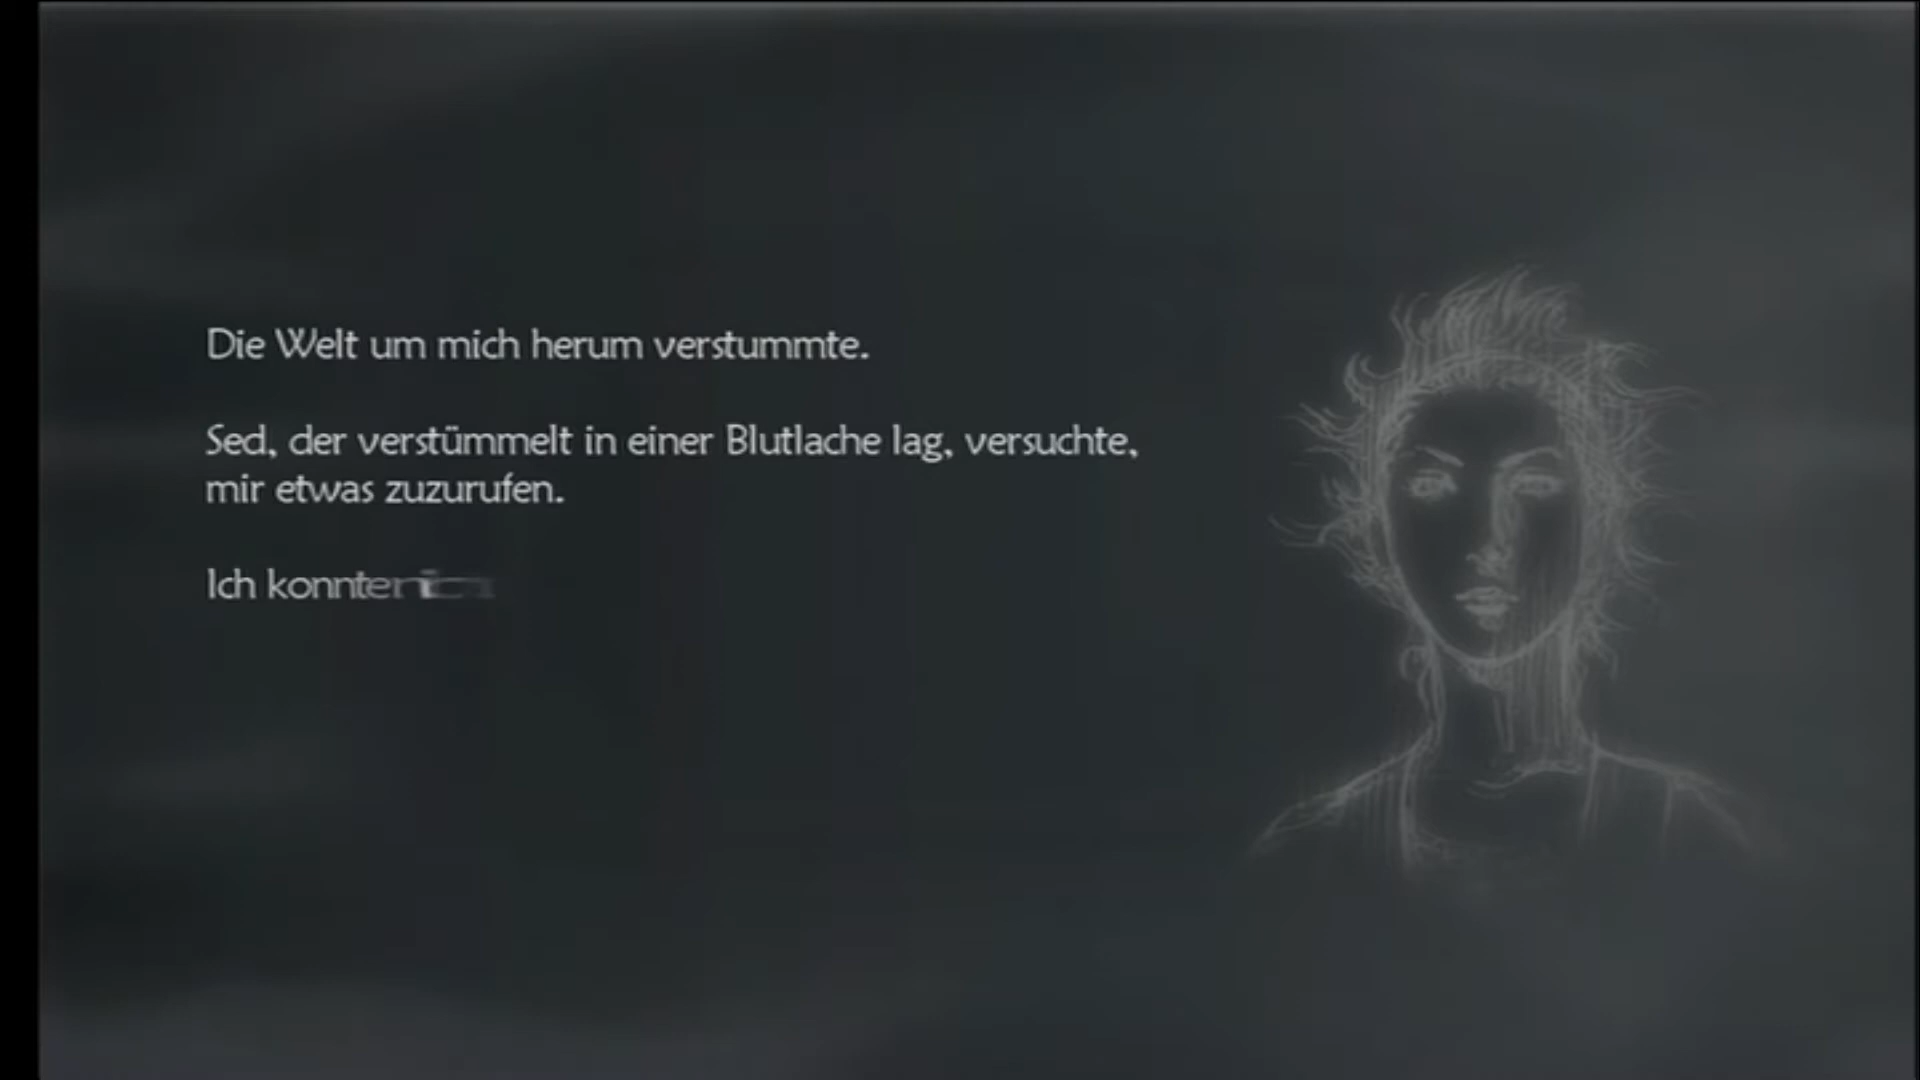 Die Welt um mich herum verstummte.
Sed, der verstümmelt in einer Blutlache lag, versuchte,
mir etwas zuzurufen.
Ich konnte